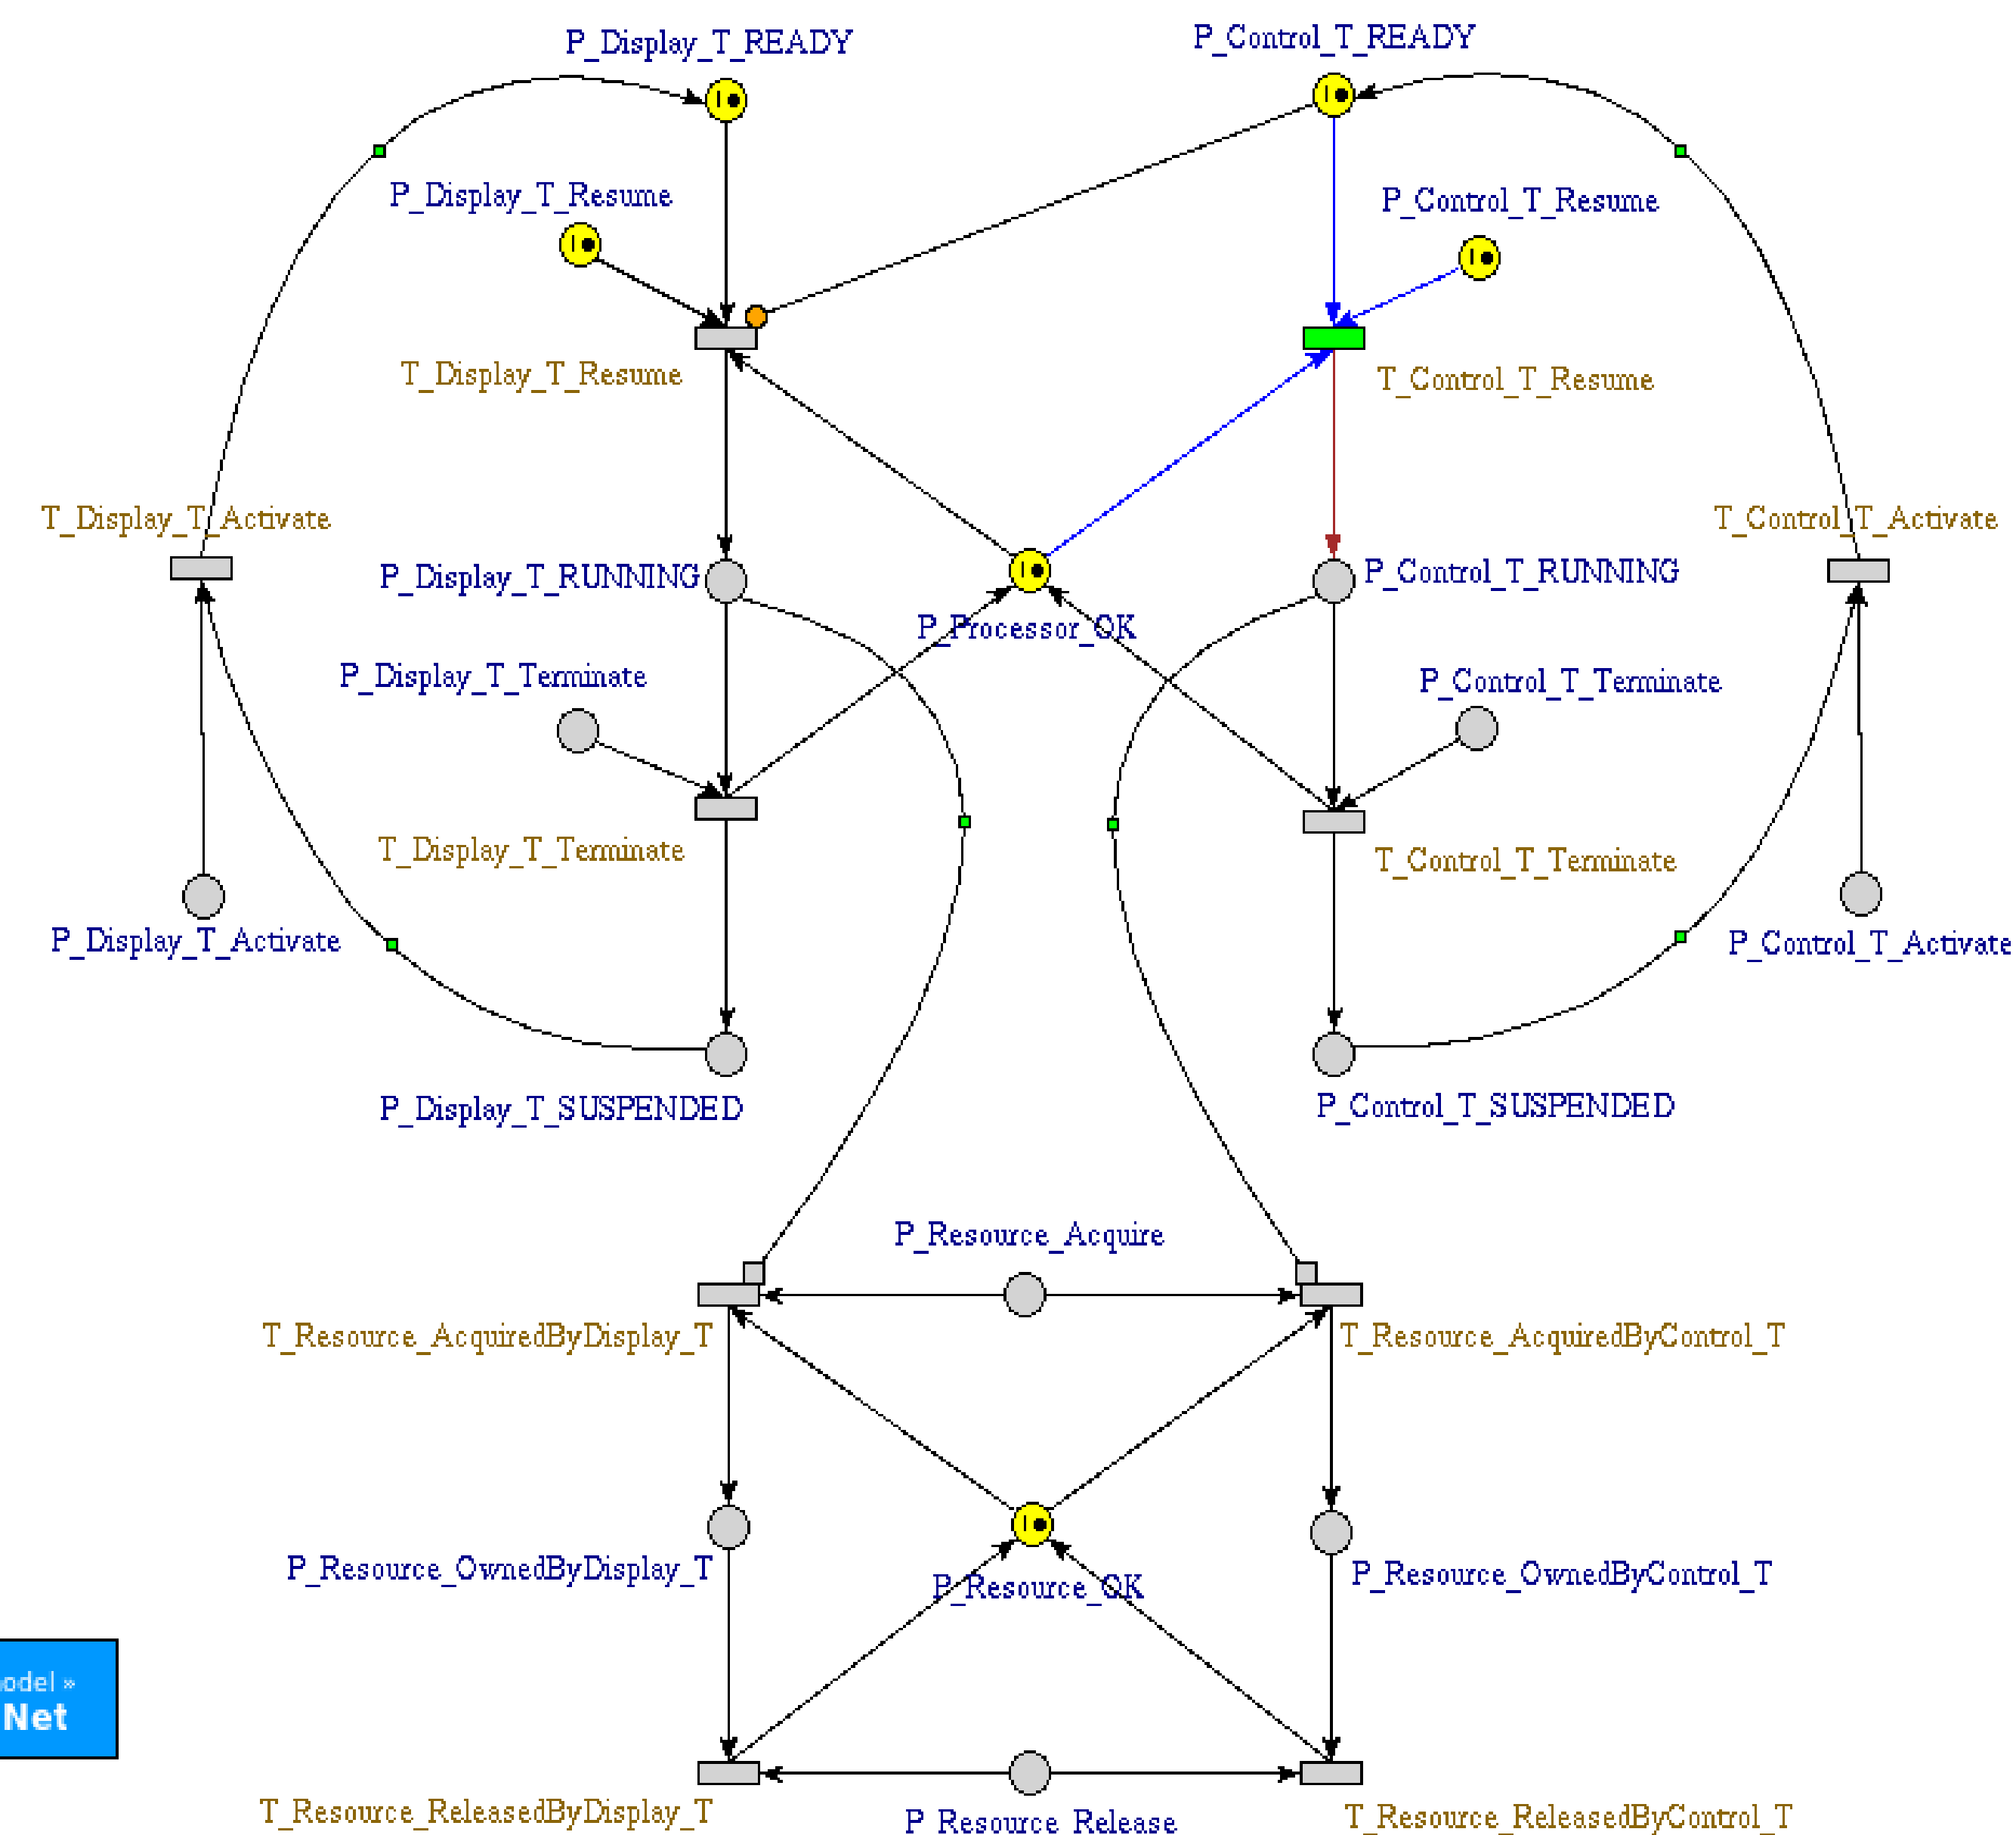 P_Display_T_READY
P_Control_T_READY
P_Display_T_Resume
P_Control_T_Resume
T_Display_T_Resume
T_Control_T_Resume
T_Display_T_Activate
T_Control_T_Activate
P_Display_T_RUNNING
P_Control_T_RUNNING
P_Processor_OK
P_Display_T_Terminate
P_Control_T_Terminate
T_Display_T_Terminate
T_Control_T_Terminate
P_Display_T_Activate
P_Control_T_Activate
P_Display_T_SUSPENDED
P_Control_T_SUSPENDED
P_Resource_Acquire
T_Resource_AcquiredByDisplay_T
T_Resource_AcquiredByControl_T
P_Resource_OwnedByDisplay_T
P_Resource_OK
P_Resource_OwnedByControl_T
odel »
Net
T_Resource_ReleasedByDisplay_T
P_Resource_Release
T_Resource_ReleasedByControl_T